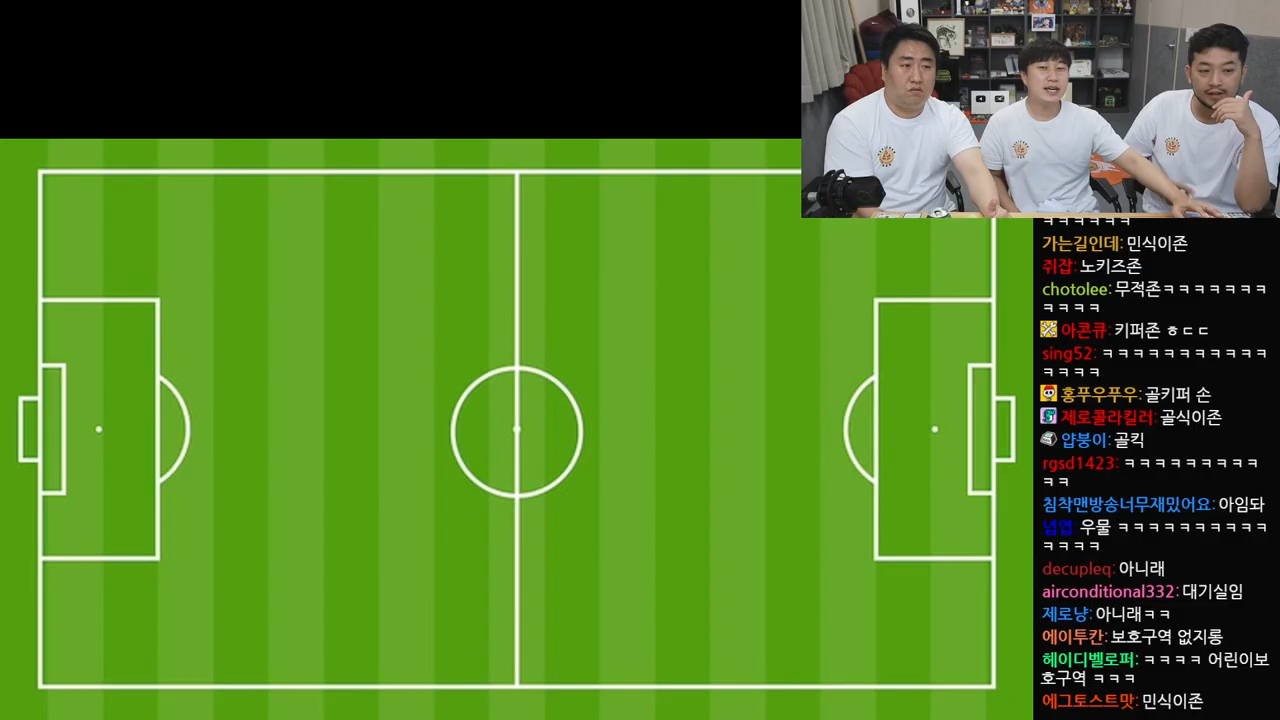 ㅋㅋㅋㅋㅋㅋ
가는길인데: 민식이존
쥐잡: 노키즈존
chotolee: 무적존ㅋㅋㅋㅋㅋㅋㅋ
ㅋㅋㅋㅋ
아콘큐: 키퍼존 ㅎㄷㄷ
sing52: ㅋㅋㅋㅋㅋㅋㅋㅋㅋㅋㅋ
ㅋㅋㅋㅋ
홍푸우푸우: 골키퍼 손
제로콜라킬러: 골식이존
얍붕이: 골킥
rgsd1423: ㅋㅋㅋㅋㅋㅋㅋㅋㅋ
ㅋㅋ
침착맨방송너무재밌어요: 아임돠
우물 ㅋㅋㅋㅋㅋㅋㅋㅋㅋㅋ
ㅋㅋㅋㅋ
decupleq: 아니래
airconditional332: 대기실임
제로냥: 아니래ㅋㅋ
에이투칸: 보호구역 없지롱
헤이디벨로퍼: ㅋㅋㅋㅋ 어린이보
호구역 ㅋㅋㅋ
에그토스트맛: 민식이존